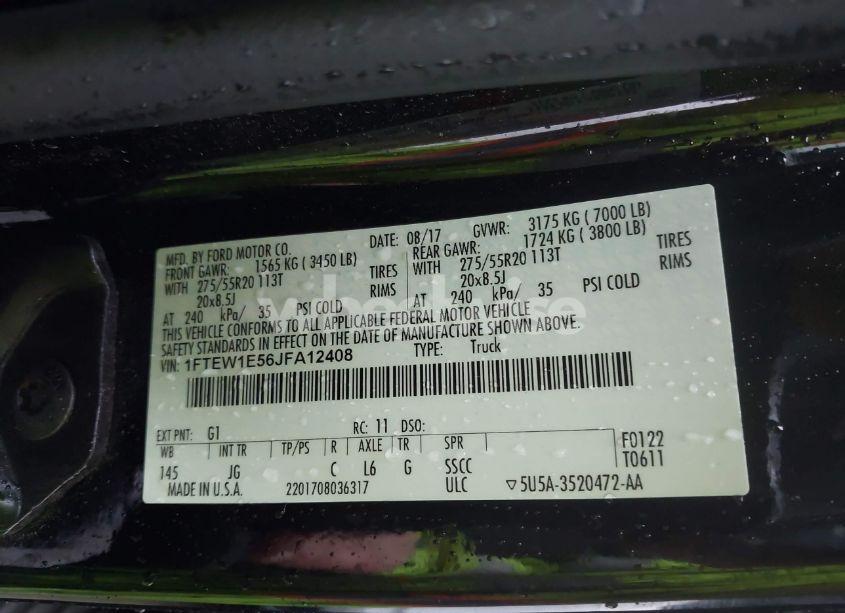 MFD. BY FORD MOTOR CO. DATE: 08/17 GVWR: 3175 KG ( 7000 LB)
FRONT GAWR: 1565 KG ( 3450 LB) REAR GAWR: 1724 KG ( 3800 LB)
WITH 275/55R20 113T TIRES WITH 275/55R20 113T TIRES
20x8.5J RIMS 20x8.5J RIMS
AT 240 kPa/ 35 PSI COLD AT 240 kPa/ 35 PSI COLD
THIS VEHICLE CONFORMS TO ALL APPLICABLE FEDERAL MOTOR VEHICLE
SAFETY STANDARDS IN EFFECT ON THE DATE OF MANUFACTURE SHOWN ABOVE.
VIN: 1FTEW1E56JFA12408 TYPE: Truck
EXT PNT: G1 RC: 11 DSO:
WB INT TR TP/PS R AXLE TR SPR F0122
145 JG C L6 G SSCC T0611
MADE IN U.S.A. 2201708036317 ULC ▽5U5A-3520472-AA